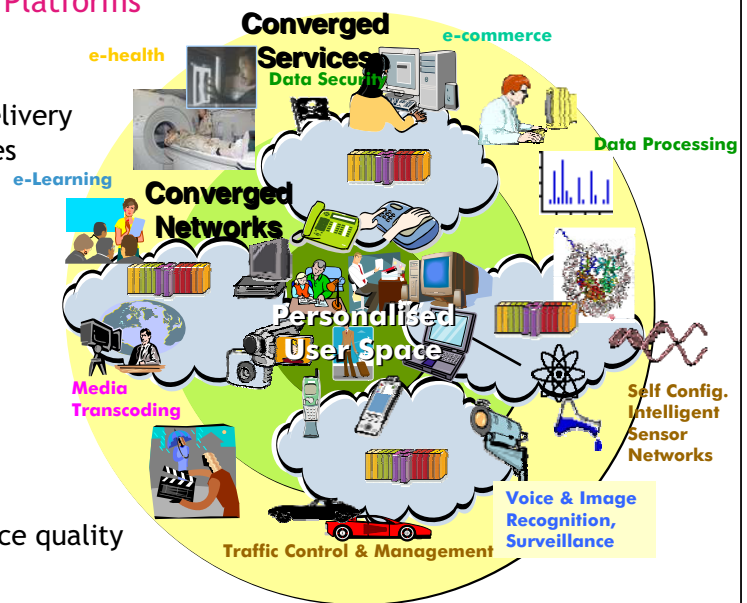 Platforms
Converged
Services
e-commerce
e-health
Data Security
elivery
es
Data Processing
e-Learning
Converged
Networks
Personalised
User Space
Media
Transcoding
Self Config.
Intelligent
Sensor
Networks
Voice & Image
Recognition,
Surveillance
ce quality
Traffic Control & Management